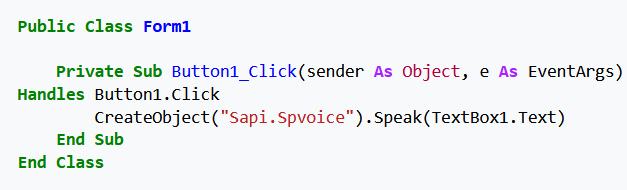 Public Class Form1
Private Sub Button1_Click(sender As Object, e As EventArgs)
Handles Button1.Click
CreateObject("Sapi.Spvoice").Speak(TextBox1.Text)
End Sub
End Class